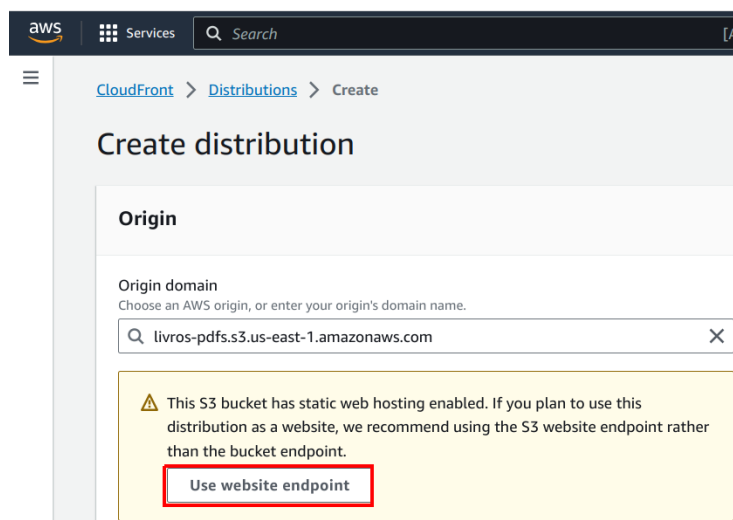 aws
Services
Search
[A
CloudFront > Distributions > Create
Create distribution
Origin
Origin domain
Choose an AWS origin, or enter your origin's domain name.
livros-pdfs.s3.us-east-1.amazonaws.com
This S3 bucket has static web hosting enabled. If you plan to use this
distribution as a website, we recommend using the S3 website endpoint rather
than the bucket endpoint.
Use website endpoint